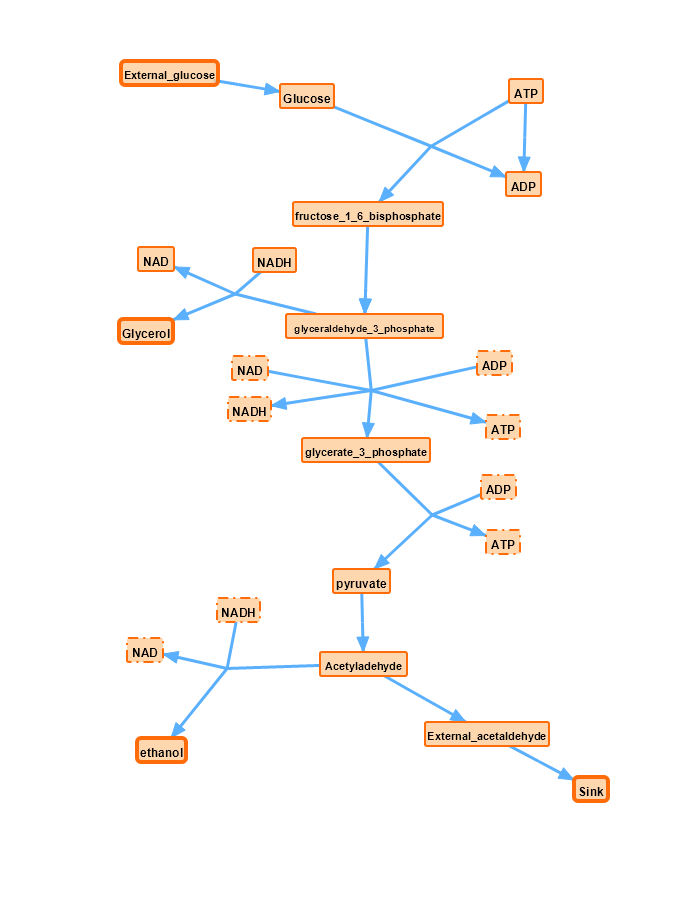 External_glucose
Glucose
ATP
ADP
fructose_1_6_bisphosphate
NAD
NADH
Glycerol
glyceraldehyde_3_phosphate
NAD
ADP
NADH
ATP
glycerate_3_phosphate
ADP
ATP
pyruvate
NADH
NAD
Acetyladehyde
External_acetaldehyde
ethanol
Sink